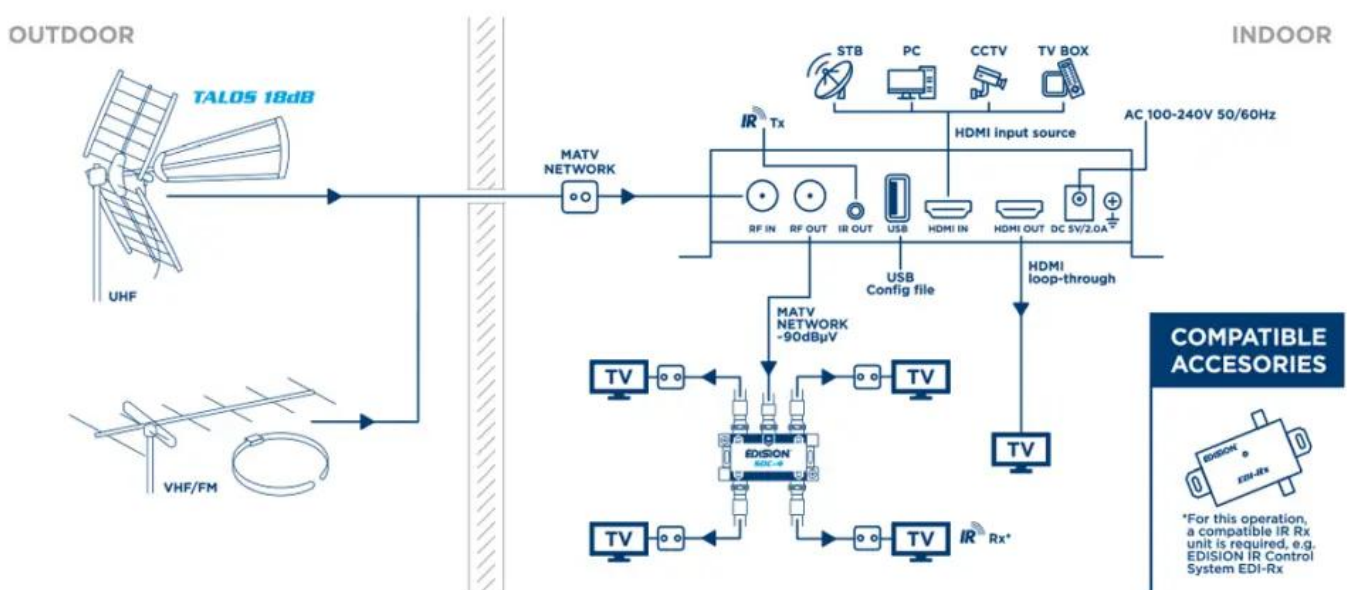 OUTDOOR
INDOOR
TALOS 18dB
UHF
VHF/FM
MATV
NETWORK
STB
PC
CCTV
TV BOX
IR Tx
HDMI input source
AC 100-240V 50/60Hz
RF IN
RF OUT
IR OUT
USB
HDMI IN
HDMI OUT
DC 5V/2.0A
USB
Config file
HDMI
loop-through
MATV
NETWORK
~90dBµV
TV
TV
EDISION
TV
TV
TV
IR Rx*
COMPATIBLE
ACCESORIES
EDISION
EDI-Rx
*For this operation,
a compatible IR Rx
unit is required, e.g.
EDISION IR Control
System EDI-Rx